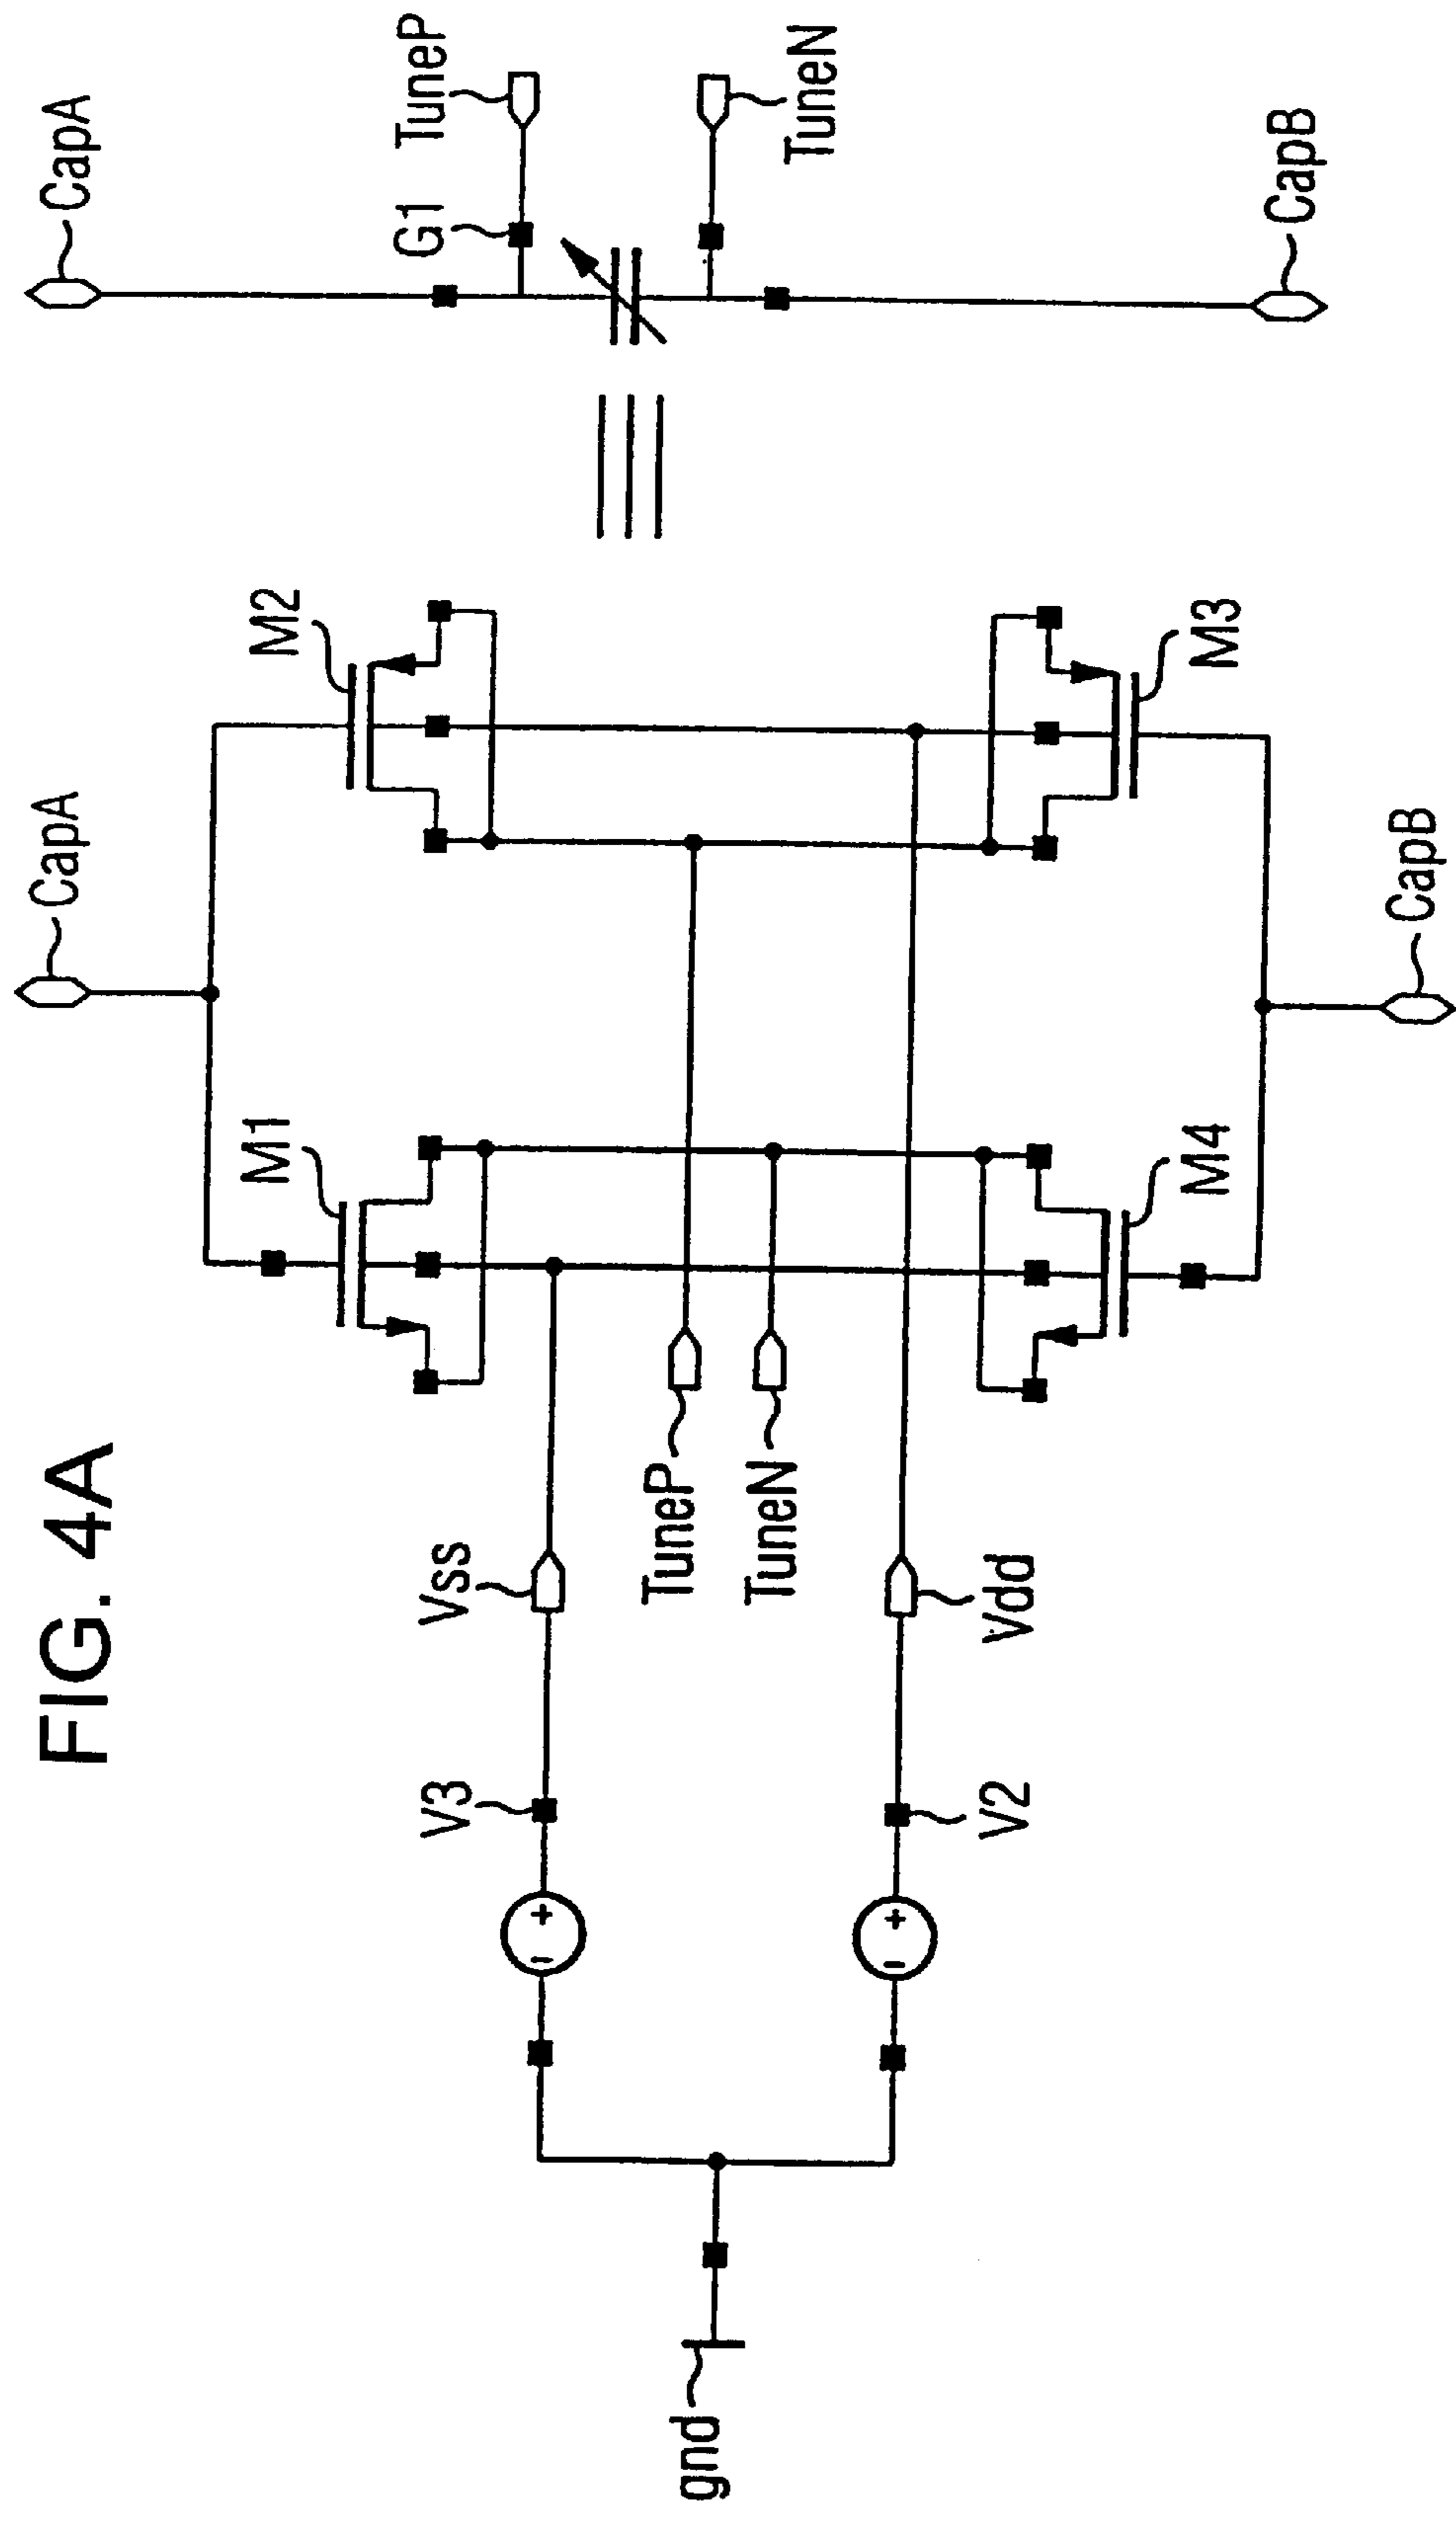 FIG. 4A
CapA
CapA
M1
M2
G1
TuneP
TuneN
V3
Vss
TuneP
TuneN
gnd
V2
Vdd
M4
M3
CapB
CapB
+
−
+
−